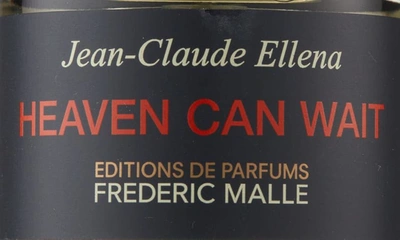 Jean-Claude Ellena
HEAVEN CAN WAIT
EDITIONS DE PARFUMS
FREDERIC MALLE